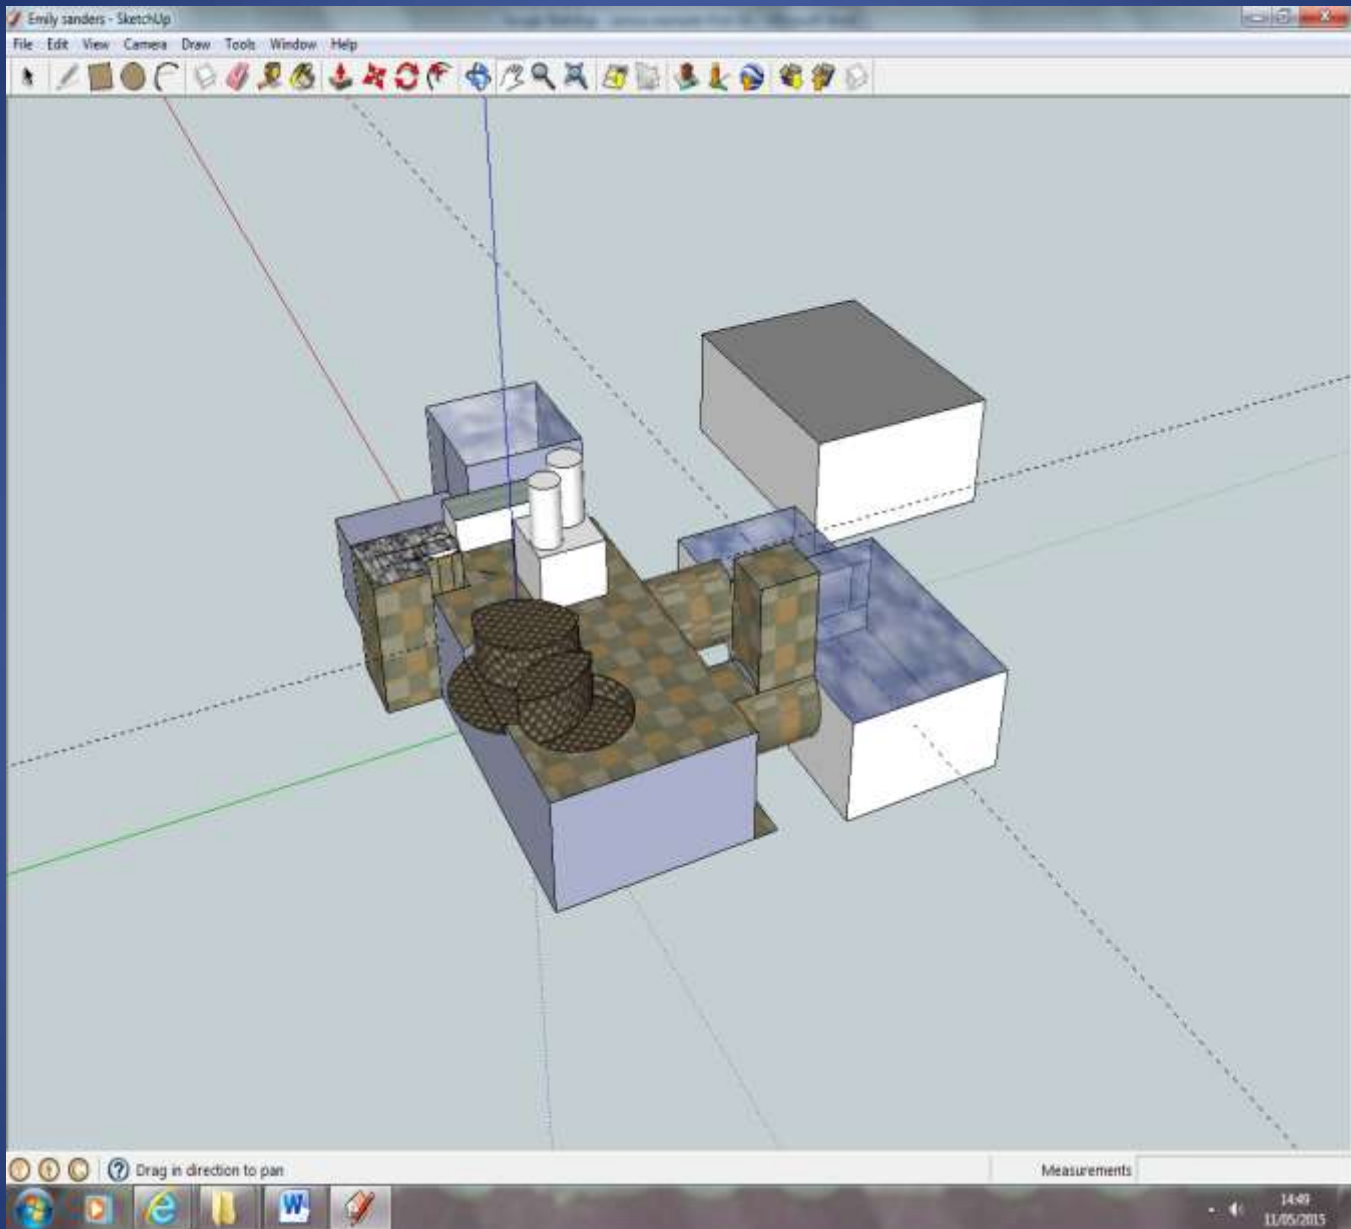 Emily sanders - SketchUp
File Edit View Camera Draw Tools Window Help
Drag in direction to pan
Measurements
14:49
11/05/2015